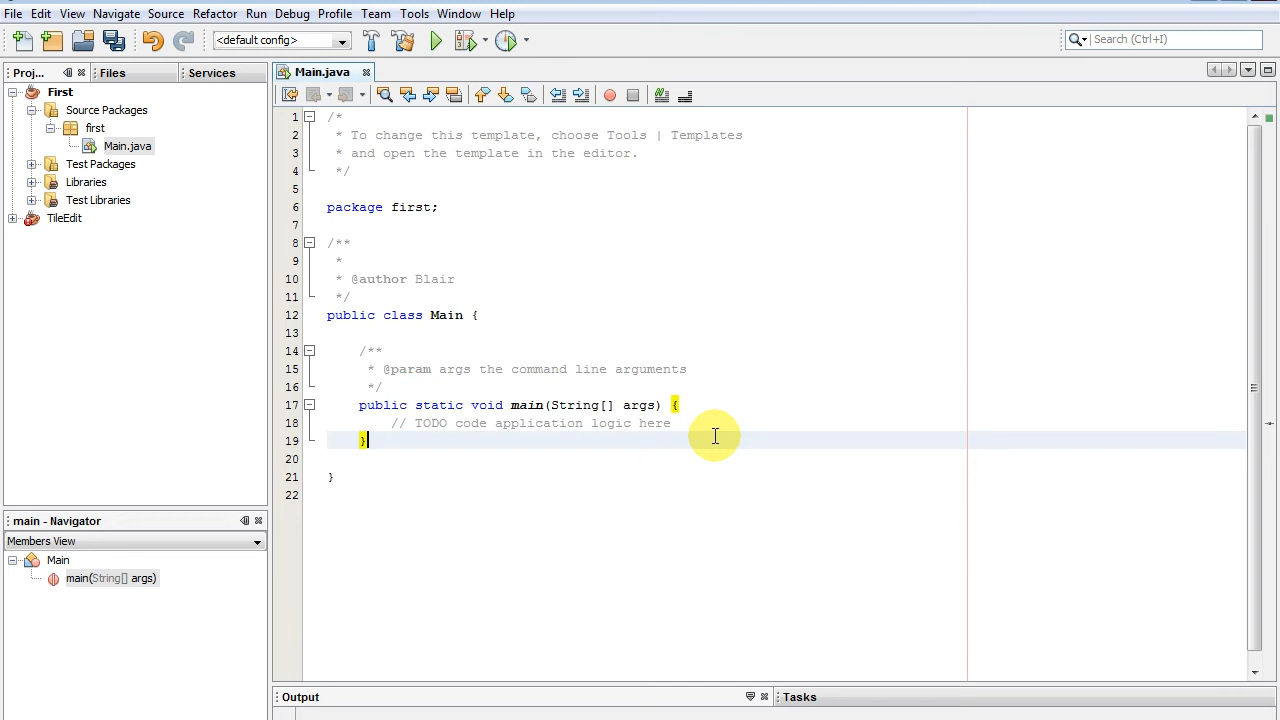 File Edit View Navigate Source Refactor Run Debug Profile Team Tools Window Help
<default config> Search (Ctrl+I)
Proj... Files Services Main.java
First
Source Packages
first
Main.java
Test Packages
Libraries
Test Libraries
TileEdit
1 /*
2 * To change this template, choose Tools | Templates
3 * and open the template in the editor.
4 */
5
6 package first;
7
8 /**
9 *
10 * @author Blair
11 */
12 public class Main {
13
14 /**
15 * @param args the command line arguments
16 */
17 public static void main(String[] args) {
18 // TODO code application logic here
19 }
20
21 }
22
main - Navigator
Members View
Main
main(String[] args)
Output Tasks